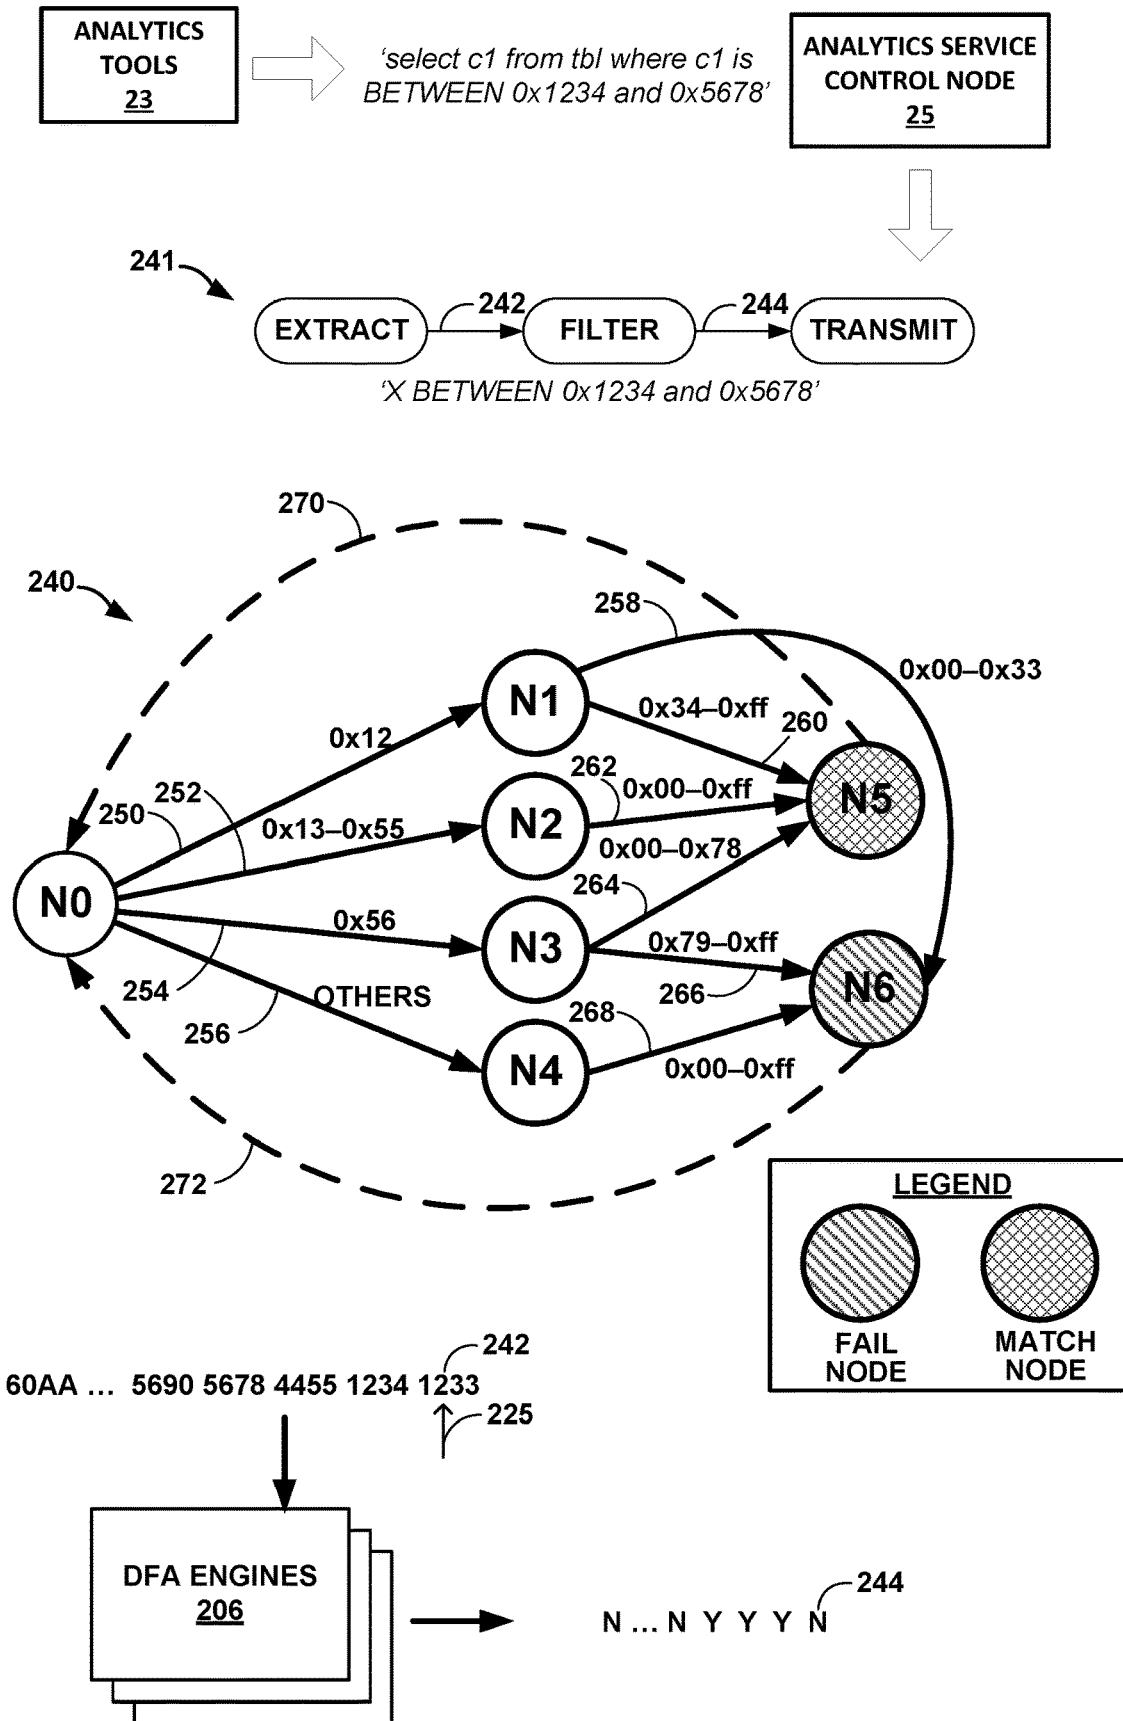 ANALYTICS
TOOLS
23
'select c1 from tbl where c1 is
BETWEEN 0x1234 and 0x5678'
ANALYTICS SERVICE
CONTROL NODE
25
241
EXTRACT
242
FILTER
244
TRANSMIT
'X BETWEEN 0x1234 and 0x5678'
270
240
258
0x00–0x33
N1
0x34–0xff
260
0x12
252
250
262
0x00–0xff
N5
0x13–0x55
N2
0x00–0x78
264
N0
0x56
N3
0x79–0xff
266
N6
254
OTHERS
256
268
N4
0x00–0xff
272
LEGEND
FAIL
NODE
MATCH
NODE
242
60AA ... 5690 5678 4455 1234 1233
225
DFA ENGINES
206
244
N ... N Y Y Y N